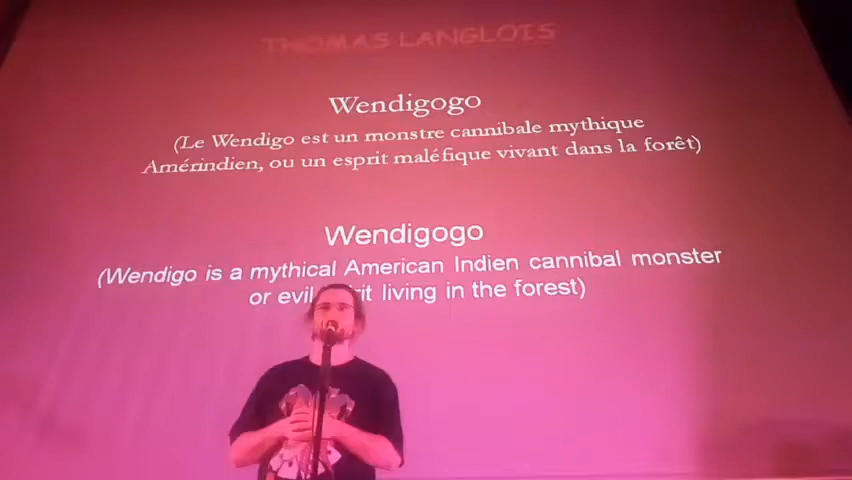 THOMAS LANGLOIS
Wendigogo
(Le Wendigo est un monstre cannibale mythique
Amérindien, ou un esprit maléfique vivant dans la forêt)
Wendigogo
(Wendigo is a mythical American Indien cannibal monster
or evil living in the forest)